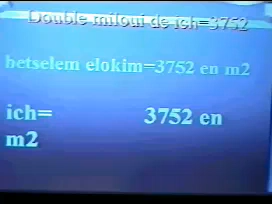 Double miloui de ich=3752
betselem elokim=3752 en m2
ich= 3752 en
m2